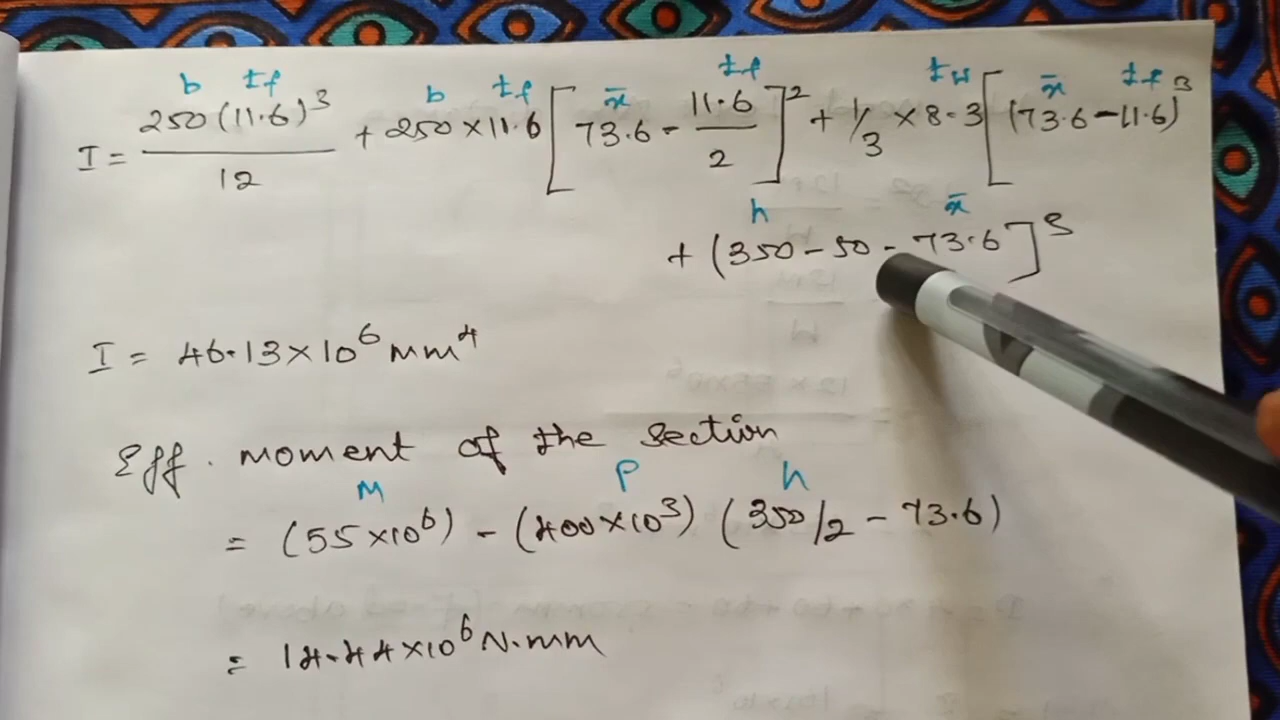 b tf b tf x̄ tf tw x̄ tf
I = 250(11.6)³/12 + 250×11.6 [73.6 - 11.6/2]² + 1/3 × 8.3 [(73.6-11.6)³
h x̄
+ (350-50-73.6]³
I = 46.13×10⁶ mm⁴
Eff. moment of the section
M P h
= (55×10⁶) - (400×10³) (350/2 - 73.6)
= 14.44×10⁶ N.mm